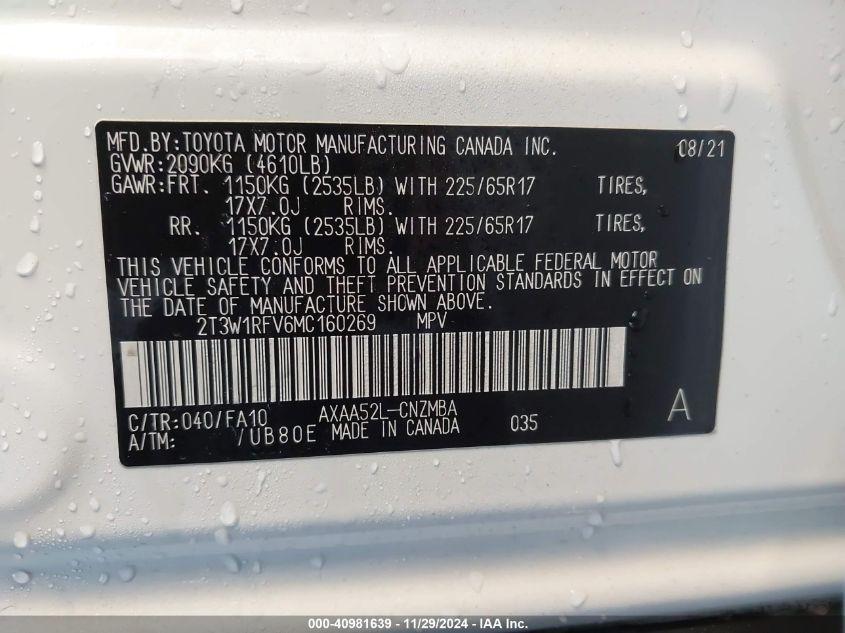 MFD.BY:TOYOTA MOTOR MANUFACTURING CANADA INC. 08/21
GVWR:2090KG (4610LB)
GAWR:FRT. 1150KG (2535LB) WITH 225/65R17 TIRES,
17X7.0J RIMS.
RR. 1150KG (2535LB) WITH 225/65R17 TIRES,
17X7.0J RIMS.
THIS VEHICLE CONFORMS TO ALL APPLICABLE FEDERAL MOTOR
VEHICLE SAFETY AND THEFT PREVENTION STANDARDS IN EFFECT ON
THE DATE OF MANUFACTURE SHOWN ABOVE.
2T3W1RFV6MC160269 MPV
C/TR:040/FA10 AXAA52L-CNZMBA A
A/TM: /UB80E MADE IN CANADA 035
000-40981639 - 11/29/2024 - IAA Inc.